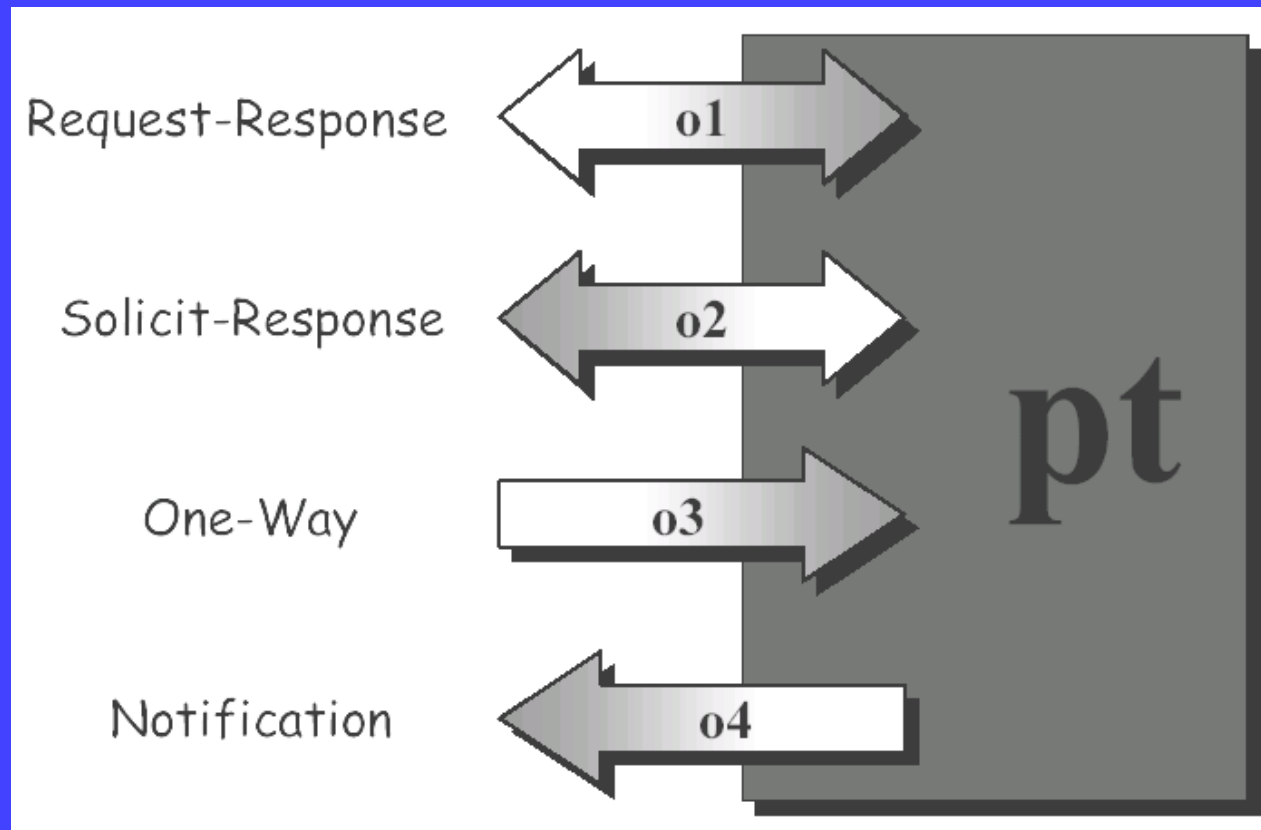 Request-Response o1
Solicit-Response o2
pt
One-Way o3
Notification o4